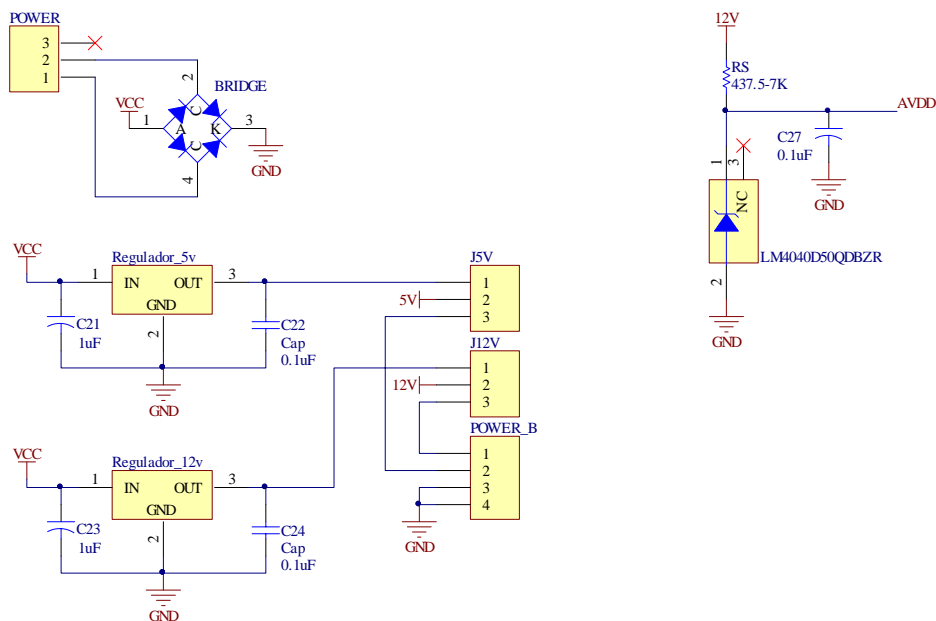 POWER
3
2
1
2
BRIDGE
VCC
1
A
C
C
K
3
GND
4
12V
RS
437.5-7K
AVDD
C27
0.1uF
GND
1
3
NC
LM4040D50QDBZR
2
GND
VCC
Regulador_5v
1
IN
OUT
3
GND
2
C21
1uF
C22
Cap
0.1uF
GND
J5V
1
5V
2
3
J12V
1
12V
2
3
POWER_B
1
2
3
4
GND
VCC
Regulador_12v
1
IN
OUT
3
GND
2
C23
1uF
C24
Cap
0.1uF
GND